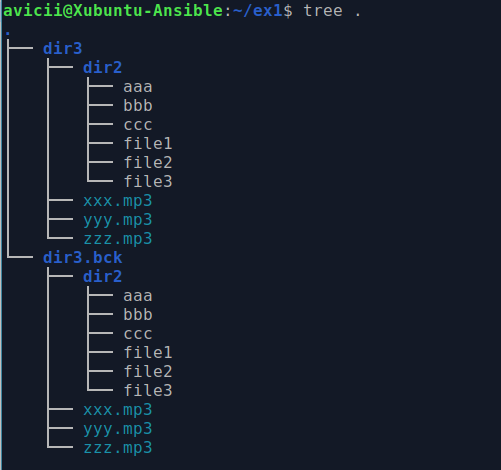 avicii@Xubuntu-Ansible:~/ex1$ tree .
.
├── dir3
│   ├── dir2
│   │   ├── aaa
│   │   ├── bbb
│   │   ├── ccc
│   │   ├── file1
│   │   ├── file2
│   │   └── file3
│   ├── xxx.mp3
│   ├── yyy.mp3
│   └── zzz.mp3
└── dir3.bck
    ├── dir2
    │   ├── aaa
    │   ├── bbb
    │   ├── ccc
    │   ├── file1
    │   ├── file2
    │   └── file3
    ├── xxx.mp3
    ├── yyy.mp3
    └── zzz.mp3